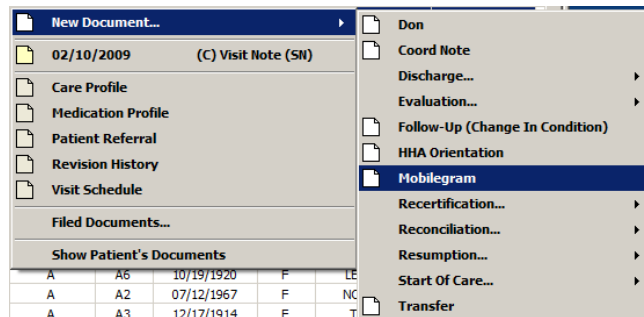 New Document...
02/10/2009 (C) Visit Note (SN)
Care Profile
Medication Profile
Patient Referral
Revision History
Visit Schedule
Filed Documents...
Show Patient's Documents
Don
Coord Note
Discharge...
Evaluation...
Follow-Up (Change In Condition)
HHA Orientation
Mobilegram
Recertification...
Reconciliation...
Resumption...
Start Of Care...
Transfer
A A6 10/19/1920 F LE
A A2 07/12/1967 F NO
A A3 12/17/1914 F T